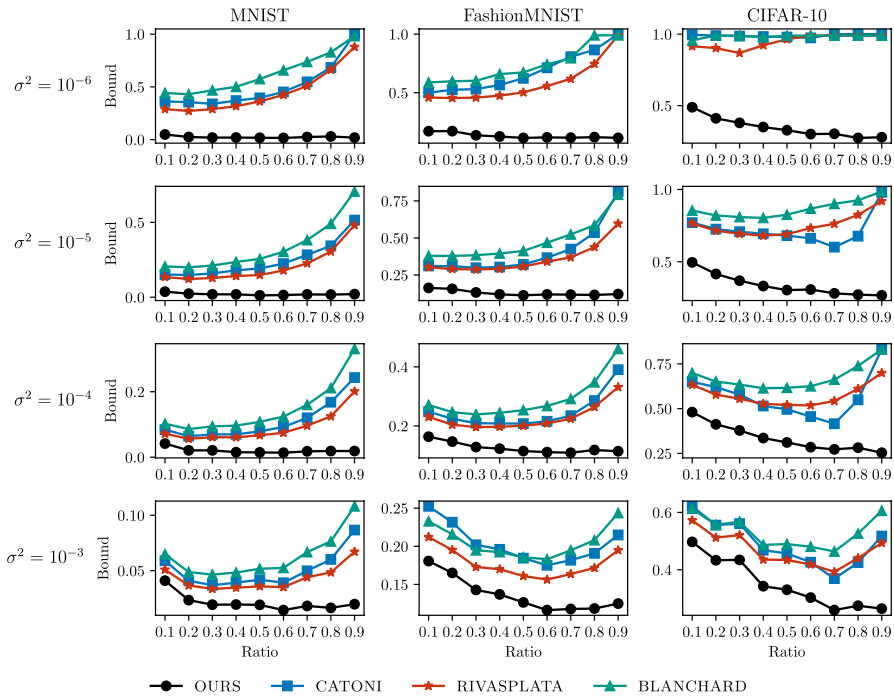 MNIST FashionMNIST CIFAR-10
σ² = 10⁻⁶
Bound
1.0
0.5
0.0
1.0
0.5
1.0
0.5
0.1 0.2 0.3 0.4 0.5 0.6 0.7 0.8 0.9
0.1 0.2 0.3 0.4 0.5 0.6 0.7 0.8 0.9
0.1 0.2 0.3 0.4 0.5 0.6 0.7 0.8 0.9
σ² = 10⁻⁵
Bound
0.5
0.0
0.75
0.50
0.25
1.0
0.5
0.1 0.2 0.3 0.4 0.5 0.6 0.7 0.8 0.9
0.1 0.2 0.3 0.4 0.5 0.6 0.7 0.8 0.9
0.1 0.2 0.3 0.4 0.5 0.6 0.7 0.8 0.9
σ² = 10⁻⁴
Bound
0.2
0.0
0.4
0.2
0.75
0.50
0.25
0.1 0.2 0.3 0.4 0.5 0.6 0.7 0.8 0.9
0.1 0.2 0.3 0.4 0.5 0.6 0.7 0.8 0.9
0.1 0.2 0.3 0.4 0.5 0.6 0.7 0.8 0.9
σ² = 10⁻³
Bound
0.10
0.05
0.25
0.20
0.15
0.6
0.4
0.1 0.2 0.3 0.4 0.5 0.6 0.7 0.8 0.9
0.1 0.2 0.3 0.4 0.5 0.6 0.7 0.8 0.9
0.1 0.2 0.3 0.4 0.5 0.6 0.7 0.8 0.9
Ratio Ratio Ratio
OURS CATONI RIVASPLATA BLANCHARD